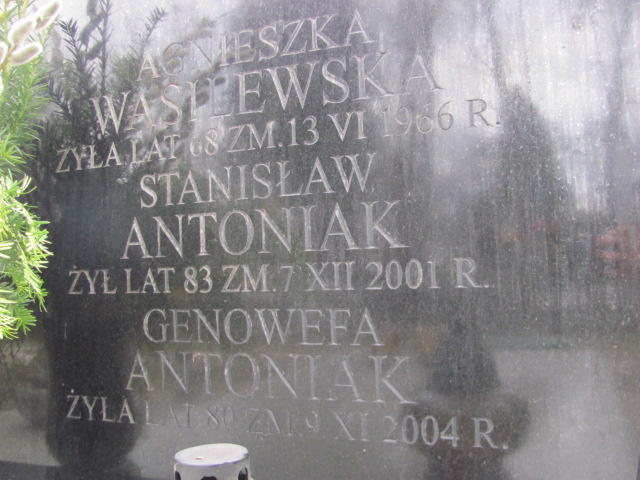 AGNIESZKA
WASILEWSKA
ŻYŁA LAT 68 ZM. 13 VI 1966 R.
STANISŁAW
ANTONIAK
ŻYŁ LAT 83 ZM. 7 XII 2001 R.
GENOWEFA
ANTONIAK
ŻYŁA LAT 80 ZM. 9 XI 2004 R.